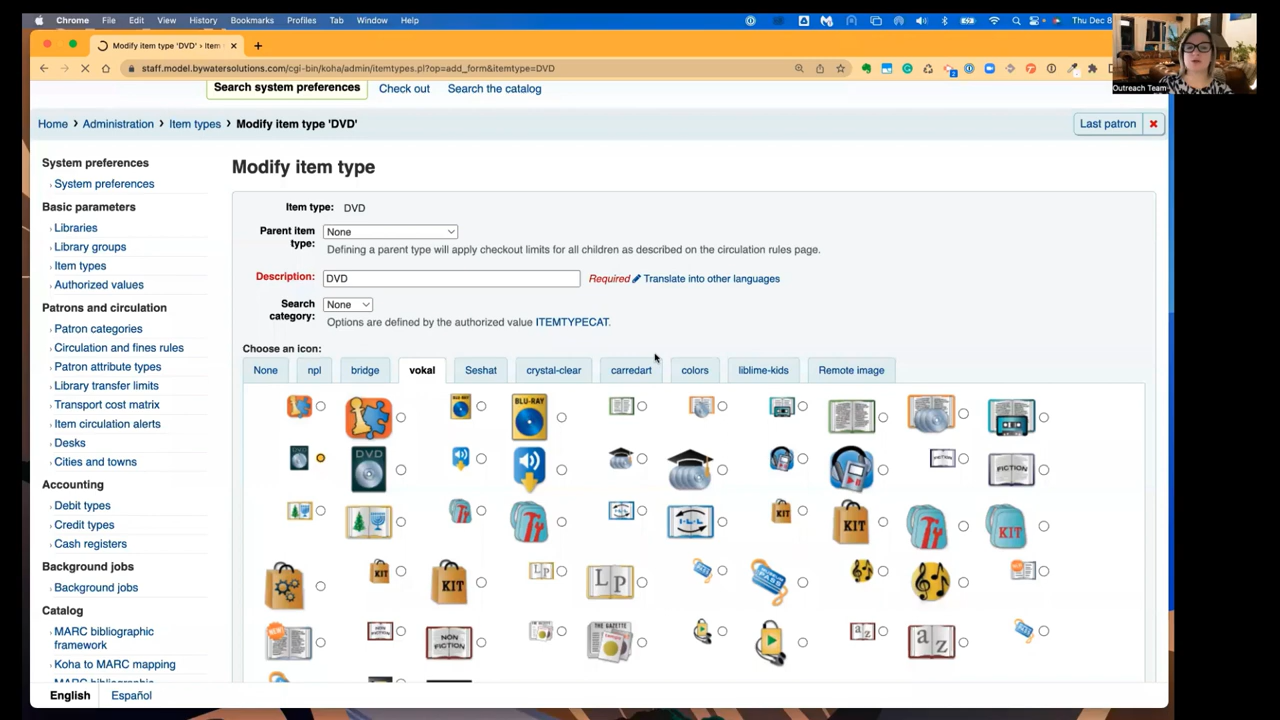 Chrome File Edit View History Bookmarks Profiles Tab Window Help Thu Dec 8
Modify item type 'DVD' › Item
staff.model.bywatersolutions.com/cgi-bin/koha/admin/itemtypes.pl?op=add_form&itemtype=DVD
Outreach Team
Search system preferences Check out Search the catalog
Home Administration Item types Modify item type 'DVD' Last patron
System preferences
System preferences
Basic parameters
Libraries
Library groups
Item types
Authorized values
Patrons and circulation
Patron categories
Circulation and fines rules
Patron attribute types
Library transfer limits
Transport cost matrix
Item circulation alerts
Desks
Cities and towns
Accounting
Debit types
Credit types
Cash registers
Background jobs
Background jobs
Catalog
MARC bibliographic
framework
Koha to MARC mapping
Modify item type
Item type: DVD
Parent item
type:
None
Defining a parent type will apply checkout limits for all children as described on the circulation rules page.
Description: DVD Required Translate into other languages
Search
category:
None
Options are defined by the authorized value ITEMTYPECAT.
Choose an icon:
None npl bridge vokal Seshat crystal-clear carredart colors liblime-kids Remote image
BLU-RAY BLU-RAY
DVD DVD FICTION FICTION
I-L-L KIT KIT KIT
KIT KIT LP LP PASS
NON FICTION NON FICTION THE GAZETTE a z a z
English Español